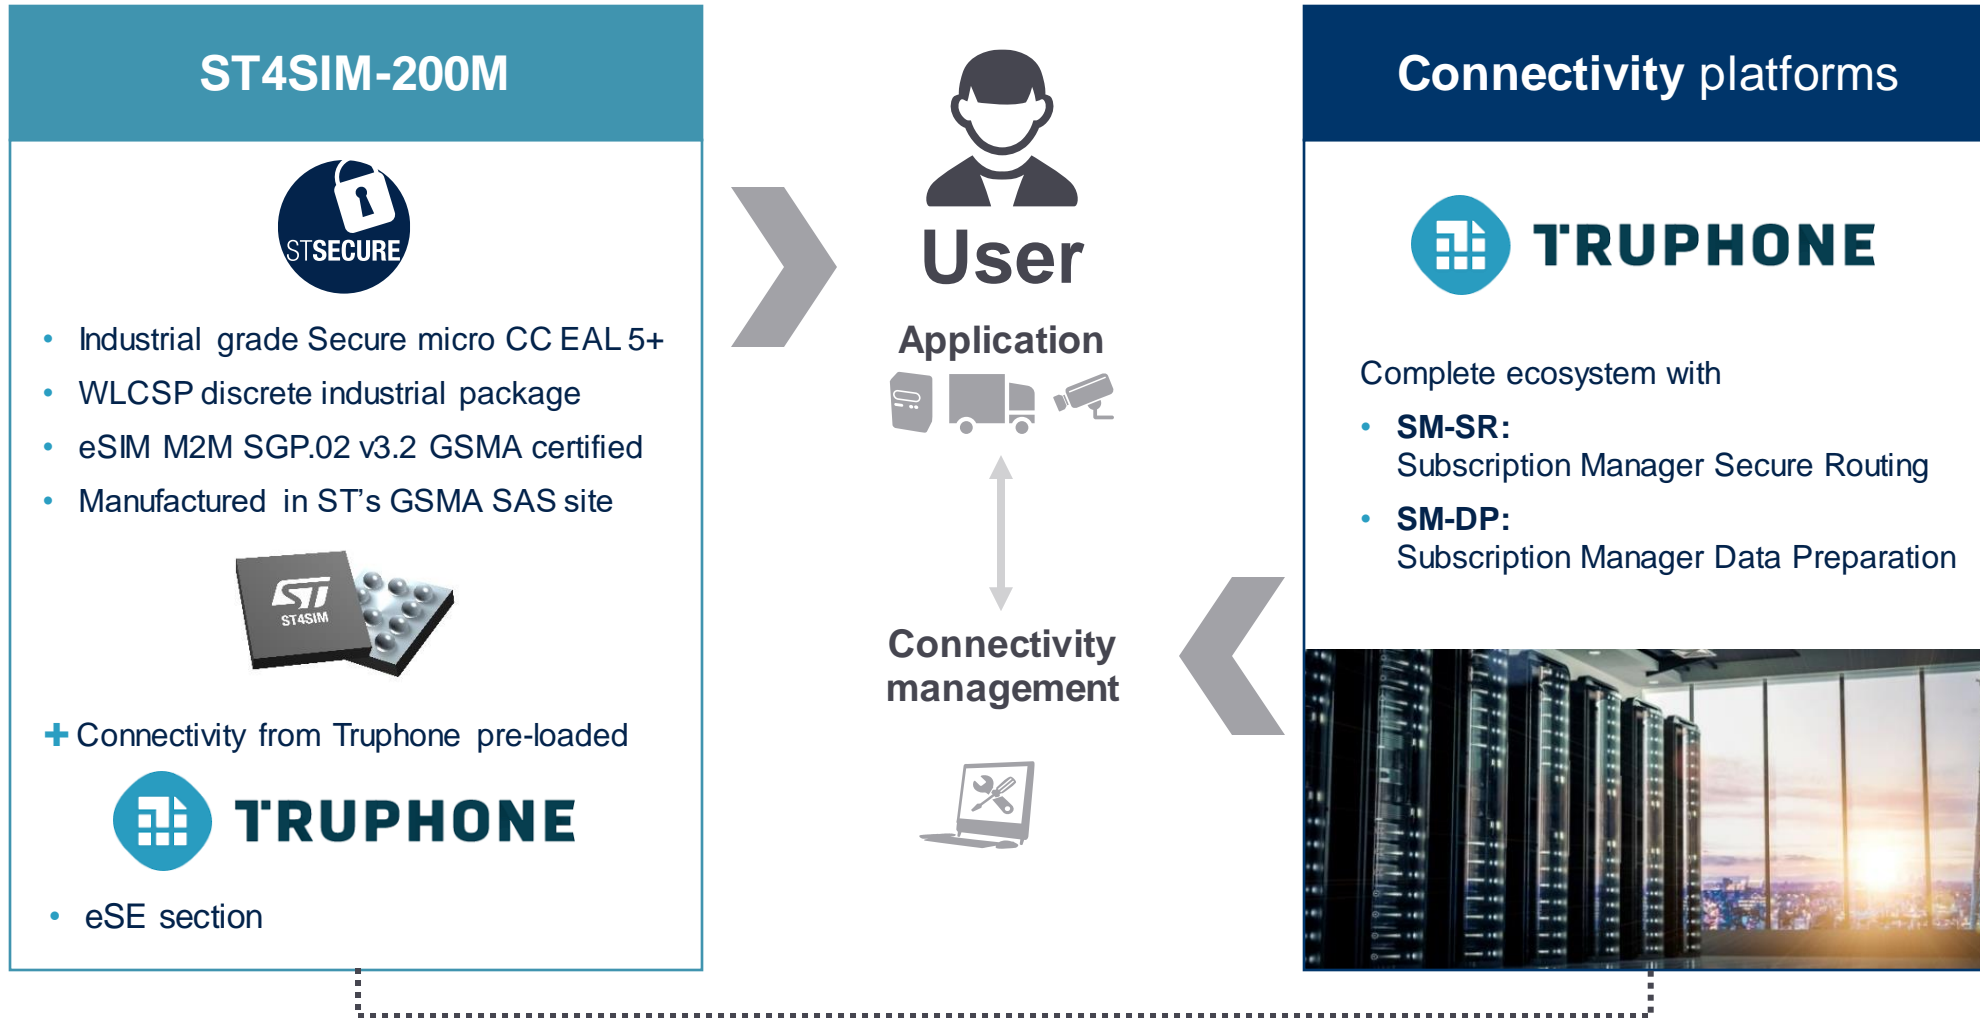 ST4SIM-200M
STSECURE
• Industrial grade Secure micro CC EAL 5+
• WLCSP discrete industrial package
• eSIM M2M SGP.02 v3.2 GSMA certified
• Manufactured in ST’s GSMA SAS site
ST
ST4SIM
+ Connectivity from Truphone pre-loaded
TRUPHONE
• eSE section
User
Application
Connectivity
management
Connectivity platforms
TRUPHONE
Complete ecosystem with
• SM-SR:
Subscription Manager Secure Routing
• SM-DP:
Subscription Manager Data Preparation